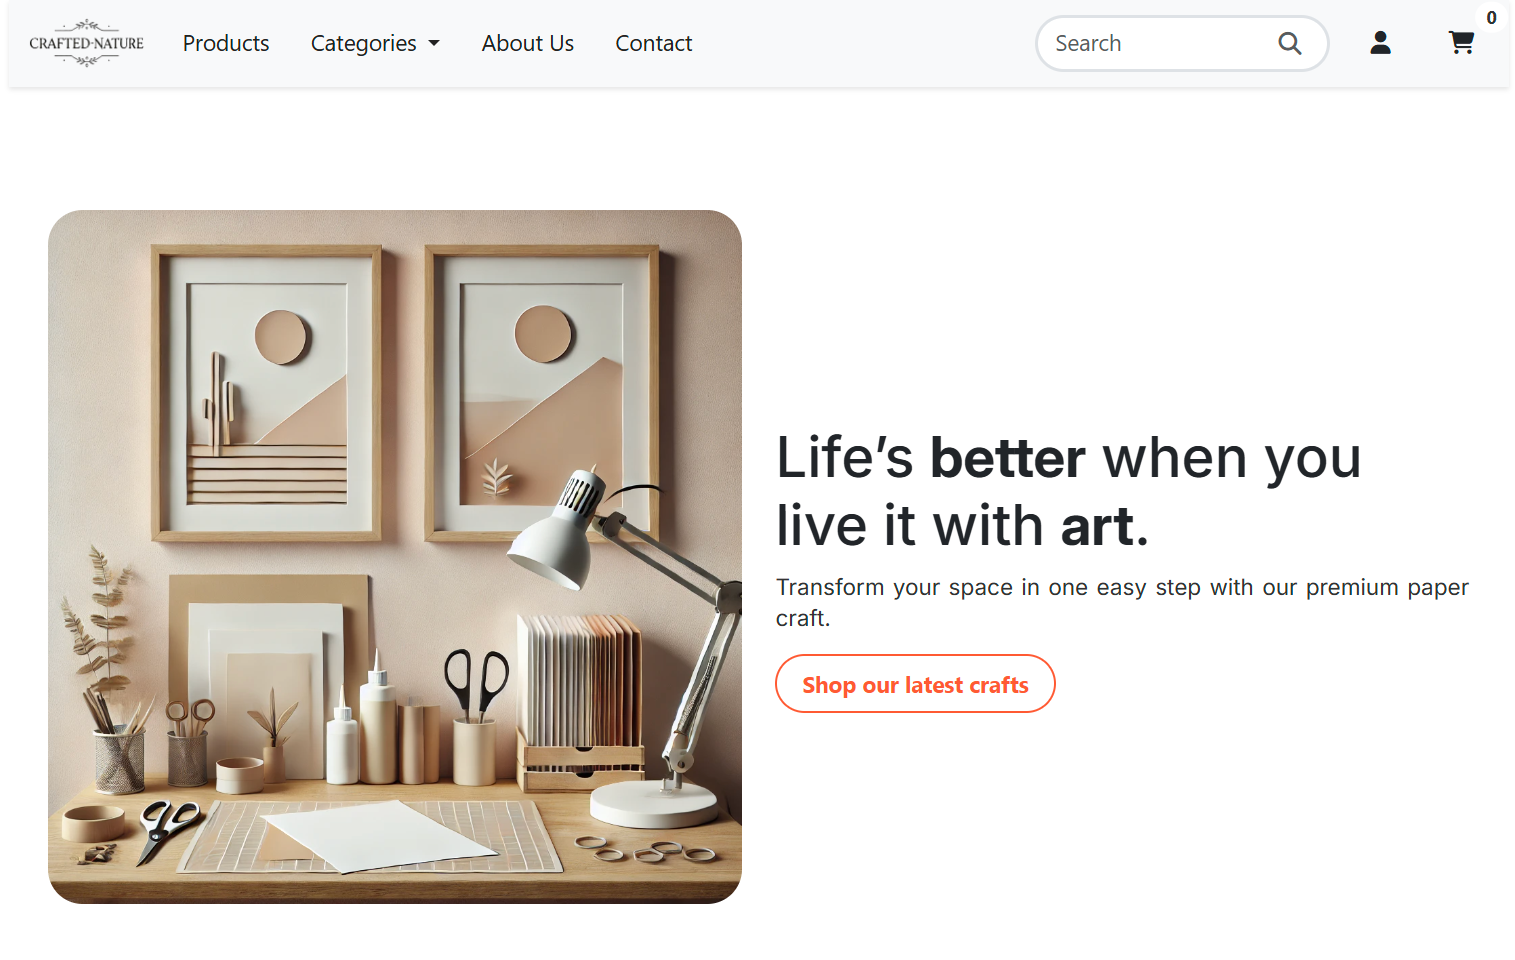 CRAFTED·NATURE
Products
Categories
About Us
Contact
Search
0
Life’s better when you
live it with art.
Transform your space in one easy step with our premium paper
craft.
Shop our latest crafts